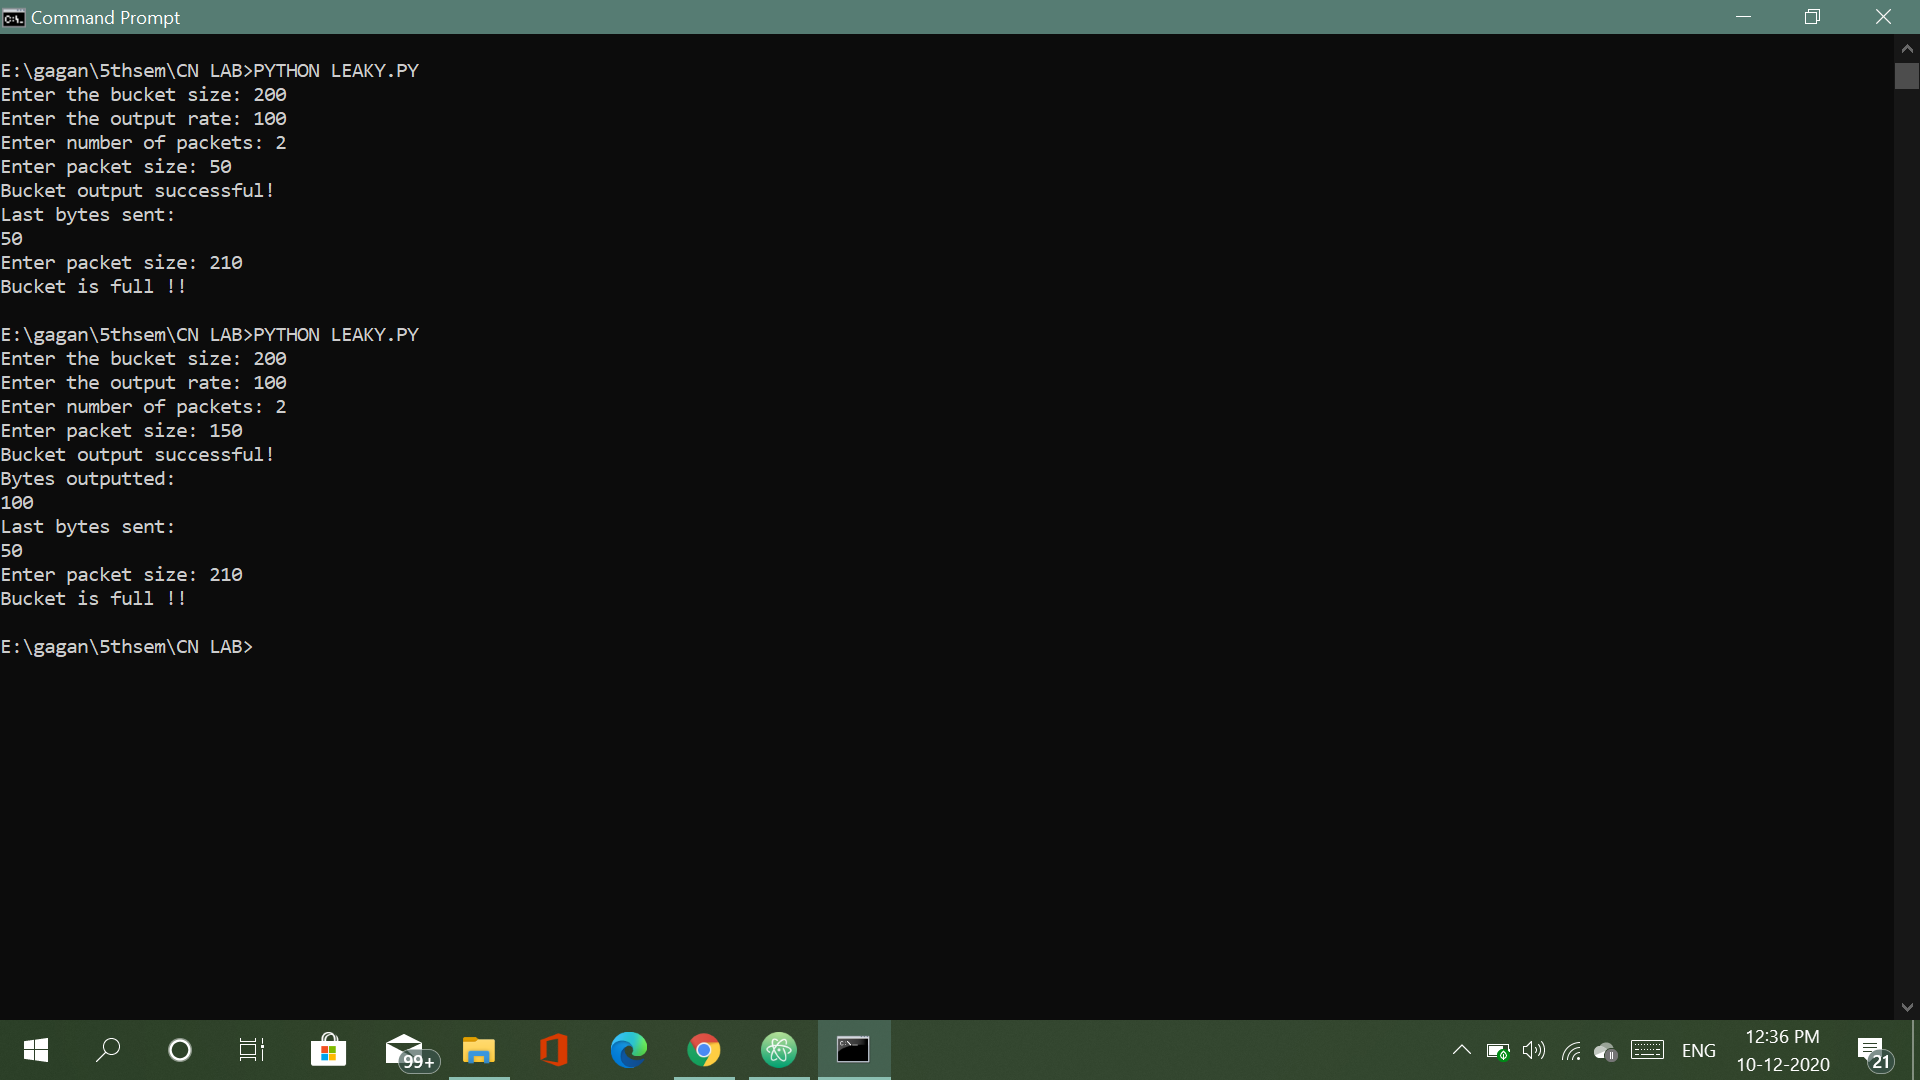 Command Prompt
E:\gagan\5thsem\CN LAB>PYTHON LEAKY.PY
Enter the bucket size: 200
Enter the output rate: 100
Enter number of packets: 2
Enter packet size: 50
Bucket output successful!
Last bytes sent:
50
Enter packet size: 210
Bucket is full !!
E:\gagan\5thsem\CN LAB>PYTHON LEAKY.PY
Enter the bucket size: 200
Enter the output rate: 100
Enter number of packets: 2
Enter packet size: 150
Bucket output successful!
Bytes outputted:
100
Last bytes sent:
50
Enter packet size: 210
Bucket is full !!
E:\gagan\5thsem\CN LAB>
99+
ENG
12:36 PM
10-12-2020
21